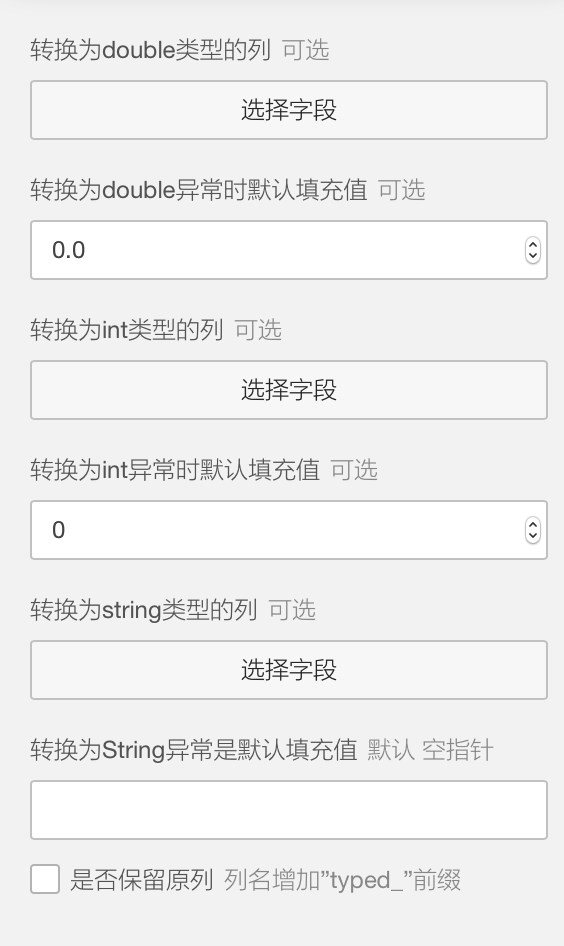 转换为double类型的列 可选
选择字段
转换为double异常时默认填充值 可选
0.0
转换为int类型的列 可选
选择字段
转换为int异常时默认填充值 可选
0
转换为string类型的列 可选
选择字段
转换为String异常是默认填充值 默认 空指针
是否保留原列 列名增加”typed_”前缀